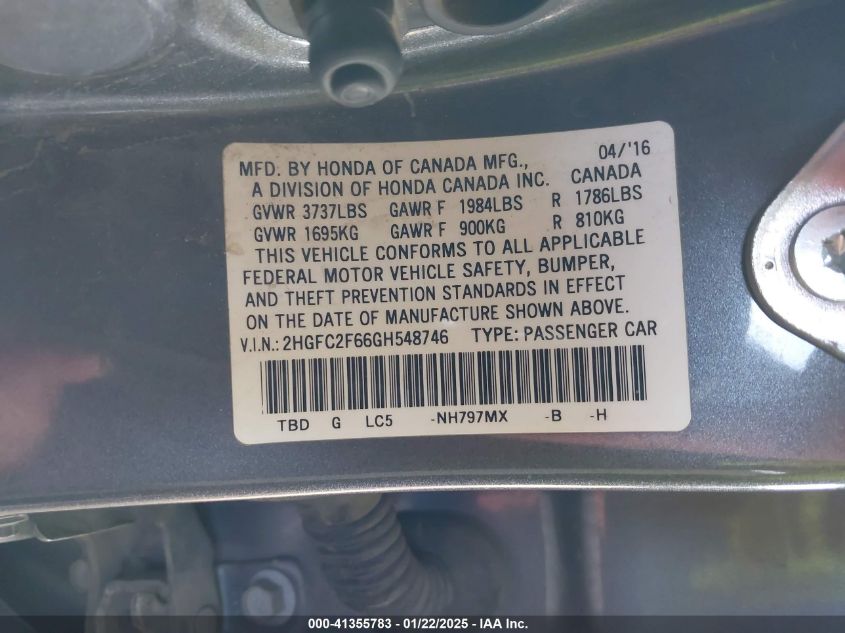 MFD. BY HONDA OF CANADA MFG., 04/'16
A DIVISION OF HONDA CANADA INC. CANADA
GVWR 3737LBS GAWR F 1984LBS R 1786LBS
GVWR 1695KG GAWR F 900KG R 810KG
THIS VEHICLE CONFORMS TO ALL APPLICABLE
FEDERAL MOTOR VEHICLE SAFETY, BUMPER,
AND THEFT PREVENTION STANDARDS IN EFFECT
ON THE DATE OF MANUFACTURE SHOWN ABOVE.
V.I.N.: 2HGFC2F66GH548746 TYPE: PASSENGER CAR
TBD G LC5 -NH797MX -B -H
000-41355783 - 01/22/2025 - IAA Inc.